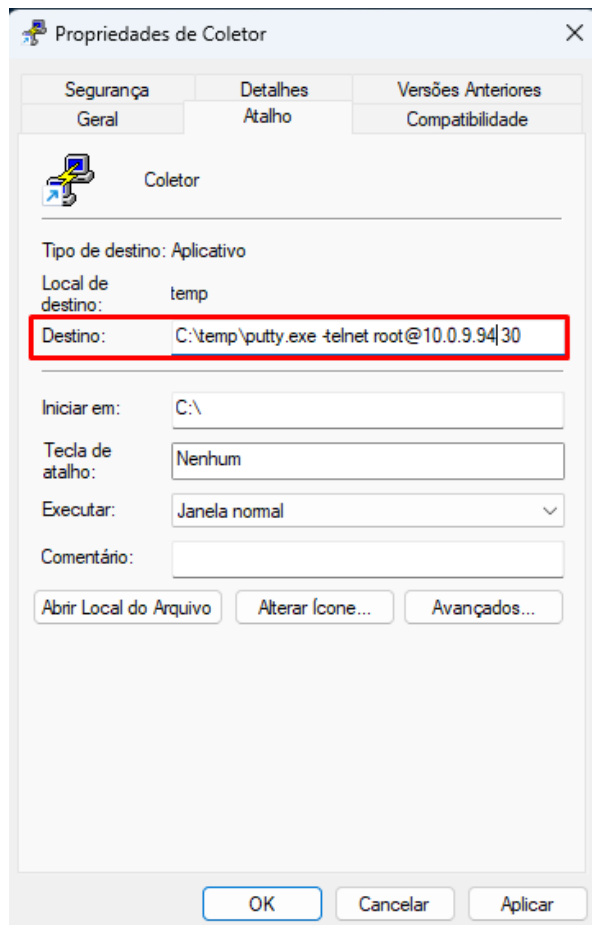 Propriedades de Coletor
Segurança Detalhes Versões Anteriores
Geral Atalho Compatibilidade
Coletor
Tipo de destino: Aplicativo
Local de destino: temp
Destino: C:\temp\putty.exe -telnet root@10.0.9.94 30
Iniciar em: C:\
Tecla de atalho: Nenhum
Executar: Janela normal
Comentário:
Abrir Local do Arquivo Alterar Ícone... Avançados...
OK Cancelar Aplicar